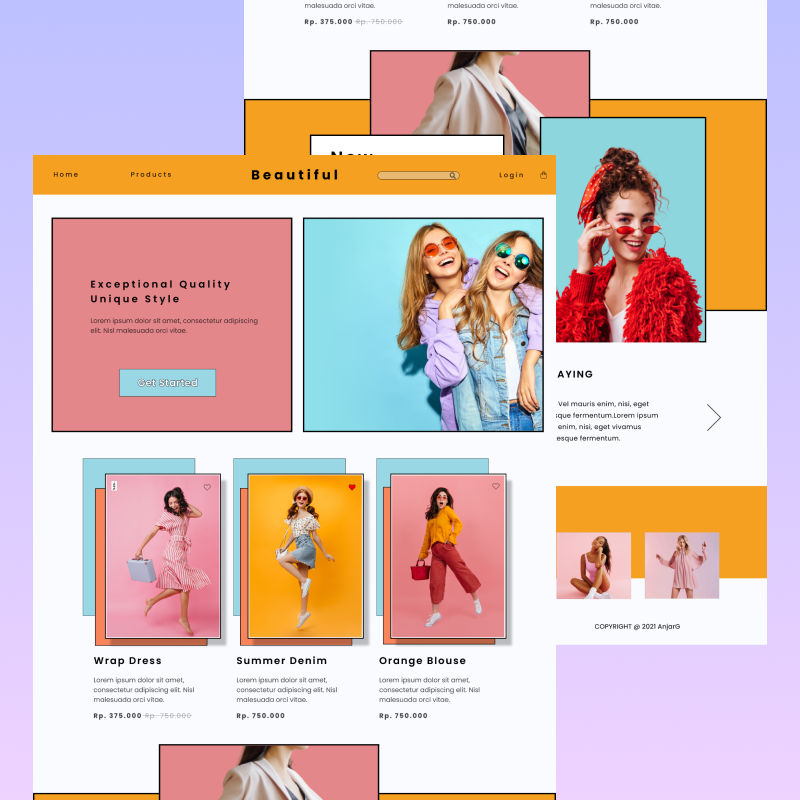 malesuada orci vitae.
malesuada orci vitae.
malesuada orci vitae.
Rp. 375.000 Rp. 750.000
Rp. 750.000
Rp. 750.000
Home
Products
Beautiful
Login
Exceptional Quality
Unique Style
Lorem ipsum dolor sit amet, consectetur adipiscing
elit. Nisl malesuada orci vitae.
Get Started
AYING
Vel mauris enim, nisi, eget
sque fermentum.Lorem ipsum
enim, nisi, eget vivamus
esque fermentum.
Wrap Dress
Lorem ipsum dolor sit amet,
consectetur adipiscing elit. Nisl
malesuada orci vitae.
Rp. 375.000 Rp. 750.000
Summer Denim
Lorem ipsum dolor sit amet,
consectetur adipiscing elit. Nisl
malesuada orci vitae.
Rp. 750.000
Orange Blouse
Lorem ipsum dolor sit amet,
consectetur adipiscing elit. Nisl
malesuada orci vitae.
Rp. 750.000
COPYRIGHT @ 2021 AnjarG